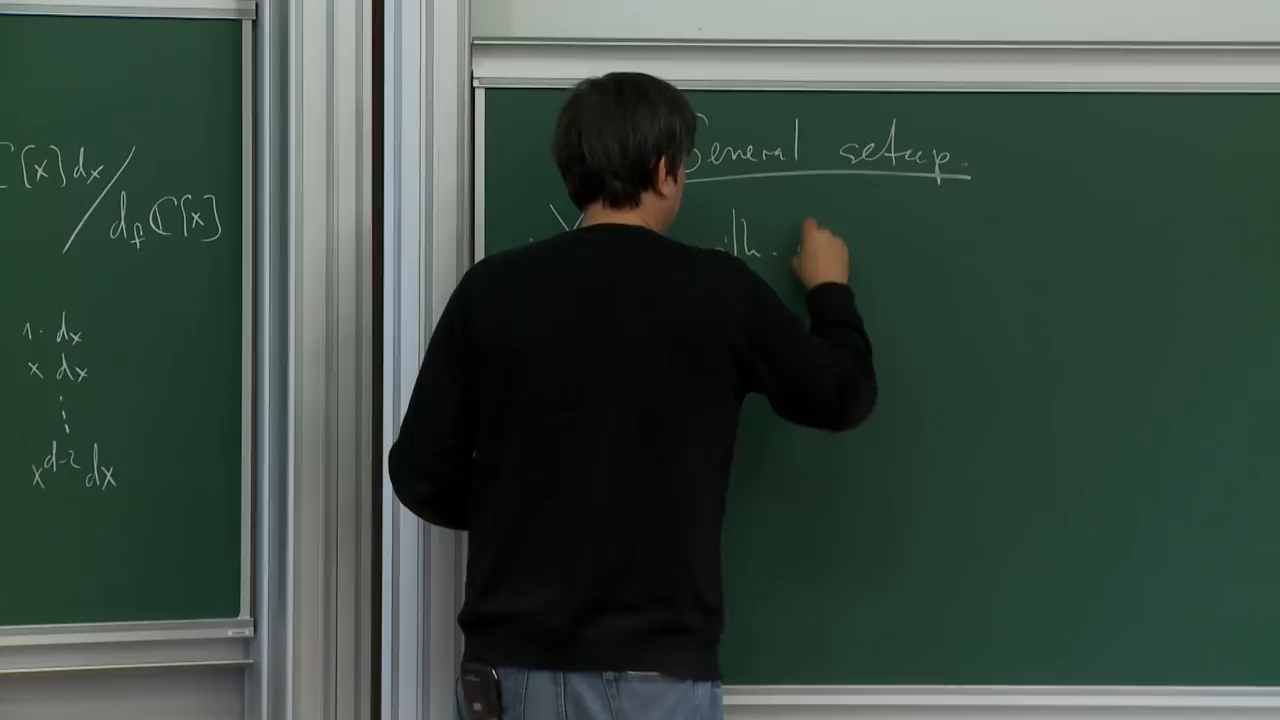 ℂ[x]dx /
d_f ℂ[x]
1. dx
x dx
⋮
x^{d-2} dx
General setup.
X